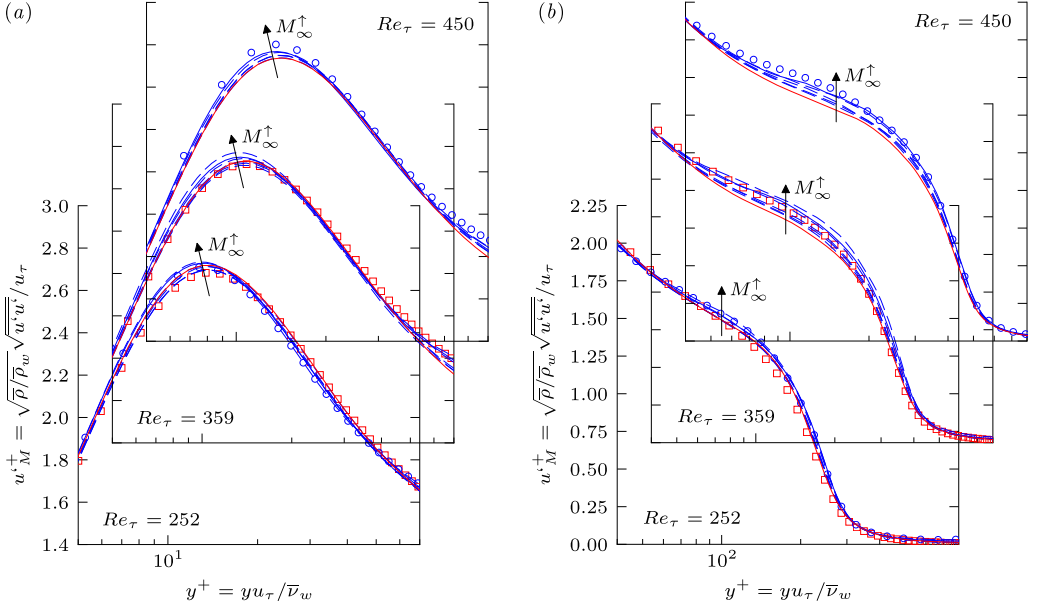 (a)
Re_τ = 450
M_∞^↑
M_∞^↑
M_∞^↑
3.0
2.8
2.6
2.4
2.2
2.0
1.8
1.6
1.4
Re_τ = 359
Re_τ = 252
10^1
y^+ = yu_τ/ν̅_w
u‘_M^+ = √(ρ̅/ρ̅_w)√(u‘u‘)̅/u_τ
(b)
Re_τ = 450
M_∞^↑
M_∞^↑
M_∞^↑
2.25
2.00
1.75
1.50
1.25
1.00
0.75
0.50
0.25
0.00
Re_τ = 359
Re_τ = 252
10^2
y^+ = yu_τ/ν̅_w
u‘_M^+ = √(ρ̅/ρ̅_w)√(u‘u‘)̅/u_τ